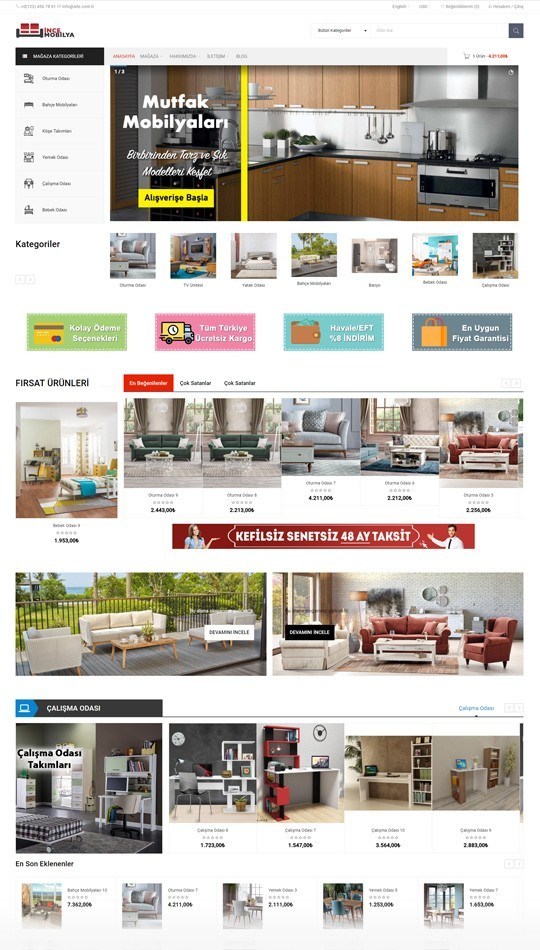 +0(123) 456 78 91
info@site.com.tr
English
USD
Beğendiklerim (0)
Hesabım / Çıkış
İNCE
MOBİLYA
Bütün Kategoriler
MAĞAZA KATEGORİLERİ
ANASAYFA
MAĞAZA
HAKKIMIZDA
İLETİŞİM
BLOG
1 Ürün - 4.211,00₺
Oturma Odası
Bahçe Mobilyaları
Köşe Takımları
Yemek Odası
Çalışma Odası
Bebek Odası
1 / 3
Mutfak
Mobilyaları
Birbirinden Tarz ve Şık
Modelleri Keşfet
Alışverişe Başla
Kategoriler
Oturma Odası
TV Ünitesi
Yatak Odası
Bahçe Mobilyaları
Banyo
Bebek Odası
Çalışma Odası
Kolay Ödeme
Seçenekleri
Tüm Türkiye
Ücretsiz Kargo
Havale/EFT
%8 İNDİRİM
En Uygun
Fiyat Garantisi
FIRSAT ÜRÜNLERİ
En Beğenilenler
Çok Satanlar
Çok Satanlar
Bebek Odası
1.953,00₺
Oturma Odası 9
2.443,00₺
Oturma Odası 8
2.213,00₺
Oturma Odası 7
4.211,00₺
Oturma Odası 6
2.212,00₺
Oturma Odası 5
2.256,00₺
KEFİLSİZ SENETSİZ 48 AY TAKSİT
DEVAMINI İNCELE
DEVAMINI İNCELE
ÇALIŞMA ODASI
Çalışma Odası
Çalışma Odası
Takımları
Çalışma Odası 8
1.723,00₺
Çalışma Odası 7
1.547,00₺
Çalışma Odası 10
3.564,00₺
Çalışma Odası 9
2.883,00₺
En Son Eklenenler
Bahçe Mobilyaları 10
7.362,00₺
Oturma Odası 7
4.211,00₺
Yemek Odası 3
2.111,00₺
Yemek Odası 5
1.253,00₺
Yemek Odası 7
1.653,00₺